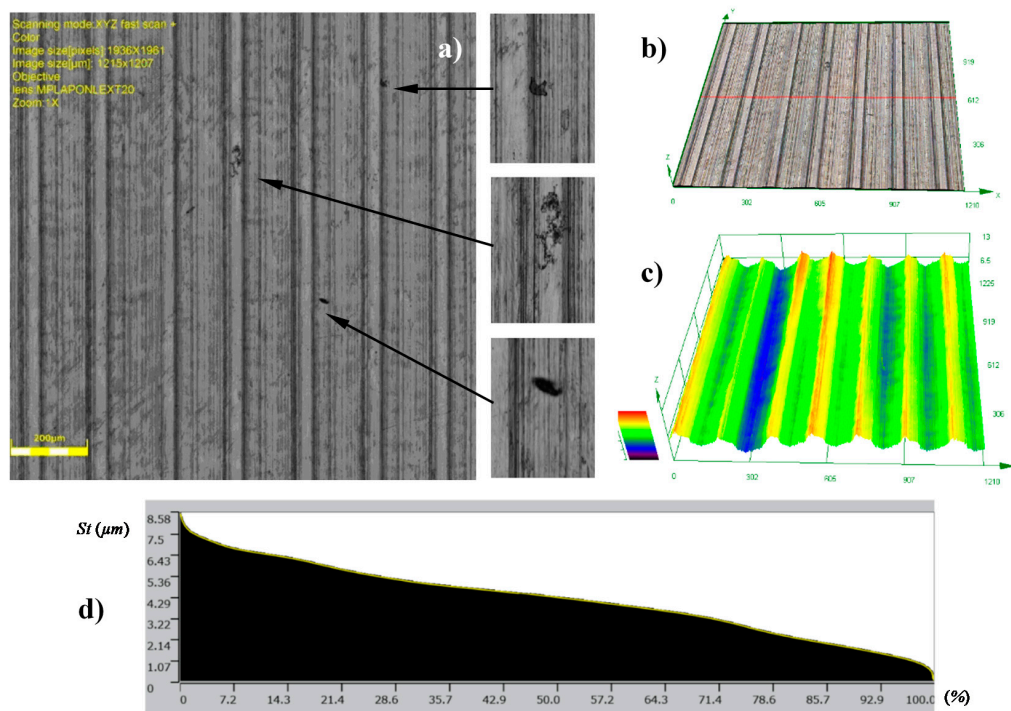 Scanning mode:XYZ fast scan +
Color
Image size[pixels]:1936X1961
Image size[µm]: 1215x1207
Objective
lens:MPLAPONLEXT20
Zoom:1X
a)
200µm
b)
Y
919
612
306
Z
X
0
302
605
907
1210
c)
13
6.5
1225
919
612
306
Z
X
0
302
605
907
1210
d)
St (µm)
8.58
7.5
6.43
5.36
4.29
3.22
2.14
1.07
0
0
7.2
14.3
21.4
28.6
35.7
42.9
50.0
57.2
64.3
71.4
78.6
85.7
92.9
100.0
(%)